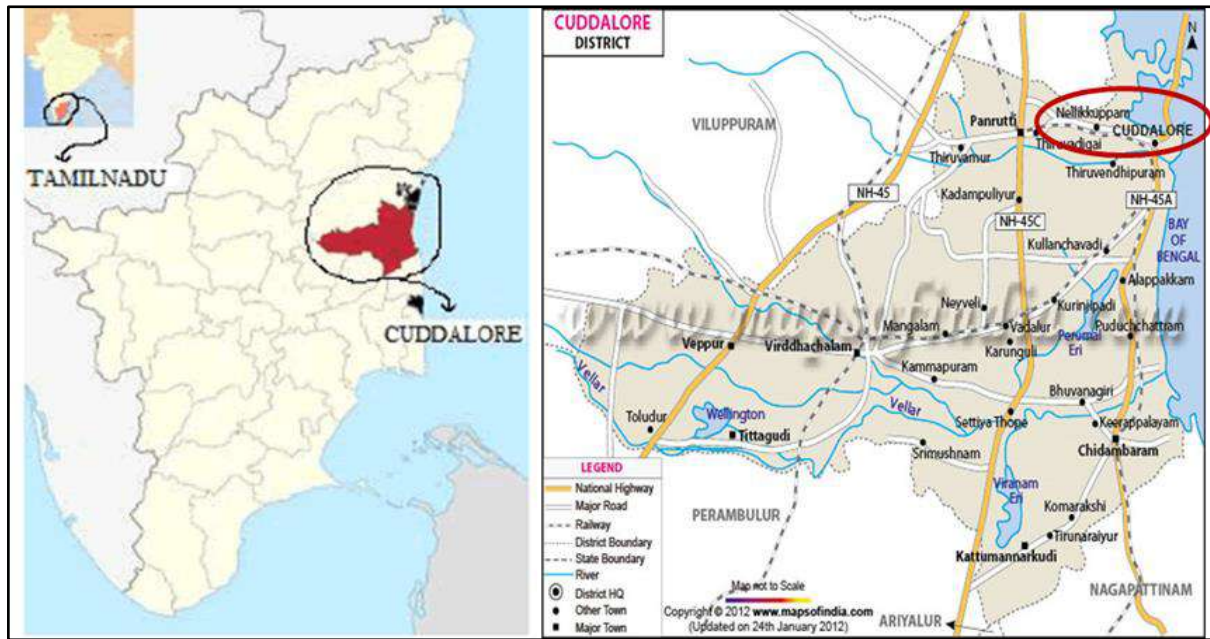 TAMILNADU
CUDDALORE
CUDDALORE
DISTRICT
N
VILUPPURAM
Panrutti
Nellikkuppam
CUDDALORE
Thiruvadigai
Thiruvamur
Thiruvendhipuram
NH-45
Kadampuliyur
NH-45A
NH-45C
BAY
OF
BENGAL
Kullanchavadi
Alappakkam
Neyveli
Kurinjipadi
www.mapsofindia.com
Mangalam
Vadalur
Puduchchattram
Veppur
Virddhachalam
Karunguli
Perumal
Eri
Kammapuram
Vellar
Bhuvanagiri
Toludur
Wellington
Vellar
Settiya Thope
Keerappalayam
Tittagudi
Srimushnam
Chidambaram
LEGEND
National Highway
Major Road
Railway
District Boundary
State Boundary
River
District HQ
Other Town
Major Town
Viranam
Eri
PERAMBULUR
Komarakshi
Tirunaraiyur
Kattumannarkudi
Map not to Scale
NAGAPATTINAM
Copyright © 2012 www.mapsofindia.com
(Updated on 24th January 2012)
ARIYALUR